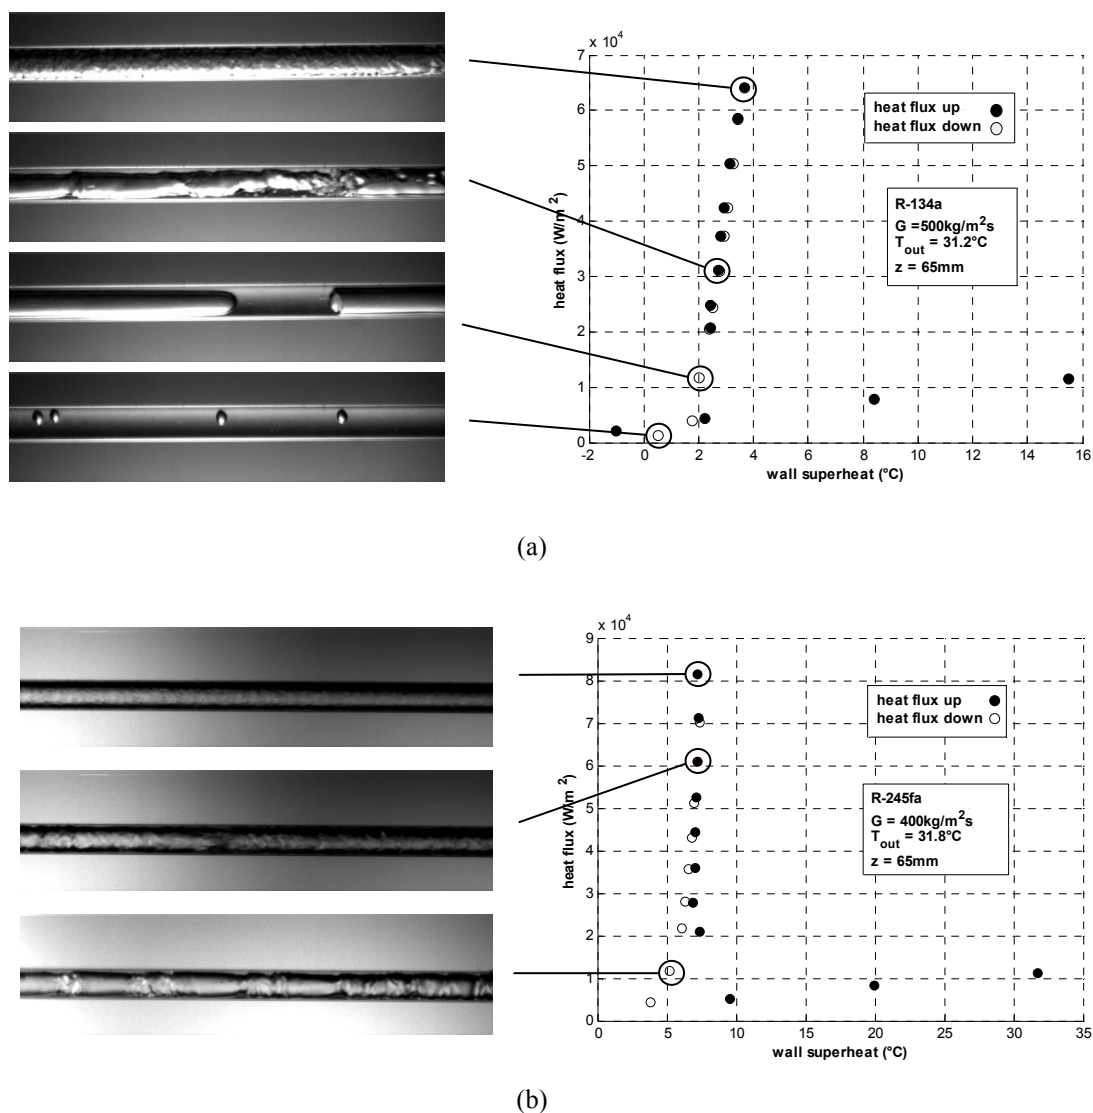 x 10^4
7
6
5
4
3
2
1
0
heat flux (W/m^2)
heat flux up
heat flux down
R-134a
G =500kg/m^2s
T_out = 31.2°C
z = 65mm
-2 0 2 4 6 8 10 12 14 16
wall superheat (°C)
(a)
x 10^4
9
8
7
6
5
4
3
2
1
0
heat flux (W/m^2)
heat flux up
heat flux down
R-245fa
G = 400kg/m^2s
T_out = 31.8°C
z = 65mm
0 5 10 15 20 25 30 35
wall superheat (°C)
(b)